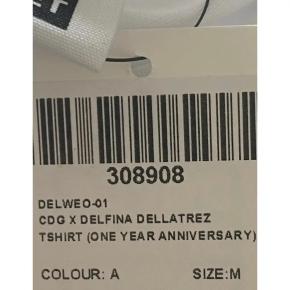 308908
DELWEO-01
CDG X DELFINA DELLATREZ
TSHIRT (ONE YEAR ANNIVERSARY)
COLOUR: A SIZE:M